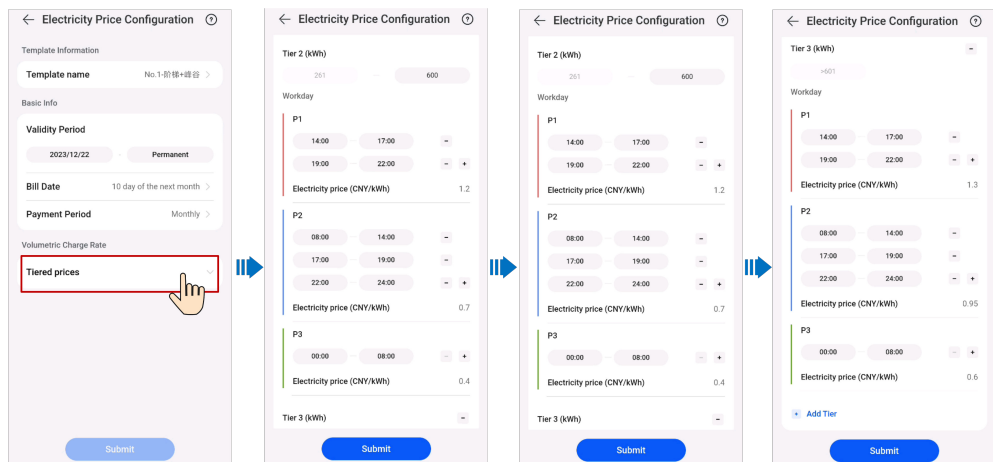 Electricity Price Configuration
Template Information
Template name No.1-阶梯+峰谷
Basic Info
Validity Period
2023/12/22 - Permanent
Bill Date 10 day of the next month
Payment Period Monthly
Volumetric Charge Rate
Tiered prices
Submit
Electricity Price Configuration
Tier 2 (kWh)
261 — 600
Workday
P1
14:00 — 17:00 -
19:00 — 22:00 - +
Electricity price (CNY/kWh) 1.2
P2
08:00 — 14:00 -
17:00 — 19:00 -
22:00 — 24:00 - +
Electricity price (CNY/kWh) 0.7
P3
00:00 — 08:00 - +
Electricity price (CNY/kWh) 0.4
Tier 3 (kWh) -
Submit
Electricity Price Configuration
Tier 2 (kWh)
261 — 600
Workday
P1
14:00 — 17:00 -
19:00 — 22:00 - +
Electricity price (CNY/kWh) 1.2
P2
08:00 — 14:00 -
17:00 — 19:00 -
22:00 — 24:00 - +
Electricity price (CNY/kWh) 0.7
P3
00:00 — 08:00 - +
Electricity price (CNY/kWh) 0.4
Tier 3 (kWh) -
Submit
Electricity Price Configuration
Tier 3 (kWh) -
>601
Workday
P1
14:00 — 17:00 -
19:00 — 22:00 - +
Electricity price (CNY/kWh) 1.3
P2
08:00 — 14:00 -
17:00 — 19:00 -
22:00 — 24:00 - +
Electricity price (CNY/kWh) 0.95
P3
00:00 — 08:00 - +
Electricity price (CNY/kWh) 0.6
+ Add Tier
Submit